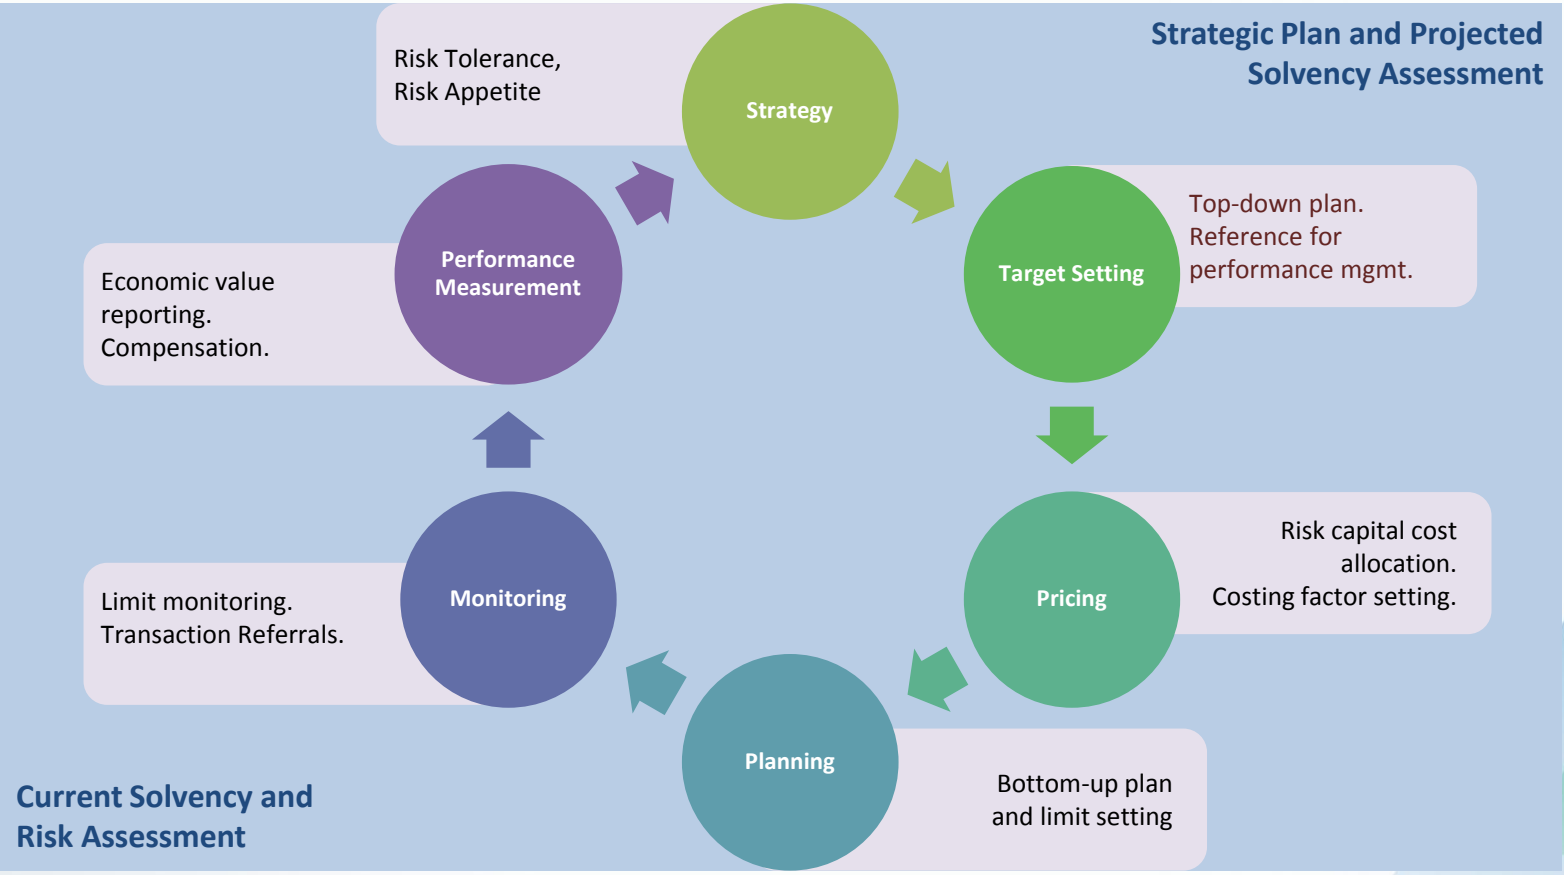 Strategic Plan and Projected
Solvency Assessment
Risk Tolerance,
Risk Appetite
Strategy
Top-down plan.
Reference for
performance mgmt.
Target Setting
Performance
Measurement
Economic value
reporting.
Compensation.
Risk capital cost
allocation.
Costing factor setting.
Pricing
Monitoring
Limit monitoring.
Transaction Referrals.
Planning
Bottom-up plan
and limit setting
Current Solvency and
Risk Assessment